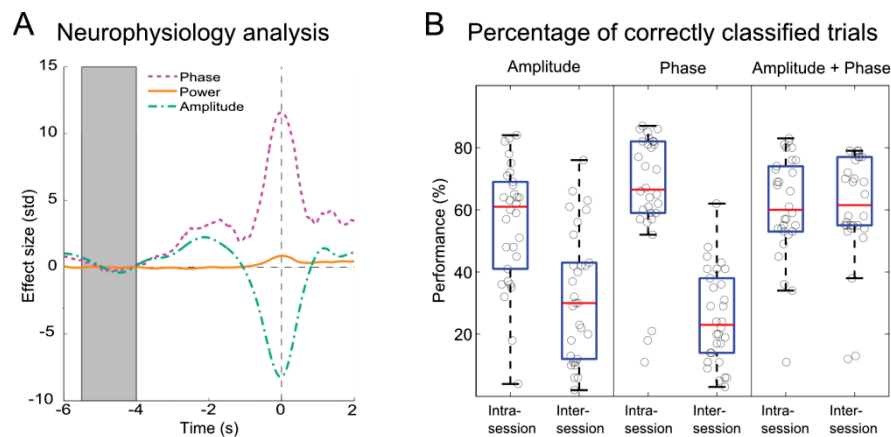 A Neurophysiology analysis
15
10
5
0
-5
-10
-6
-4
-2
0
2
Effect size (std)
Time (s)
Phase
Power
Amplitude
B Percentage of correctly classified trials
Amplitude
Phase
Amplitude + Phase
80
60
40
20
Performance (%)
Intra-
session
Inter-
session
Intra-
session
Inter-
session
Intra-
session
Inter-
session